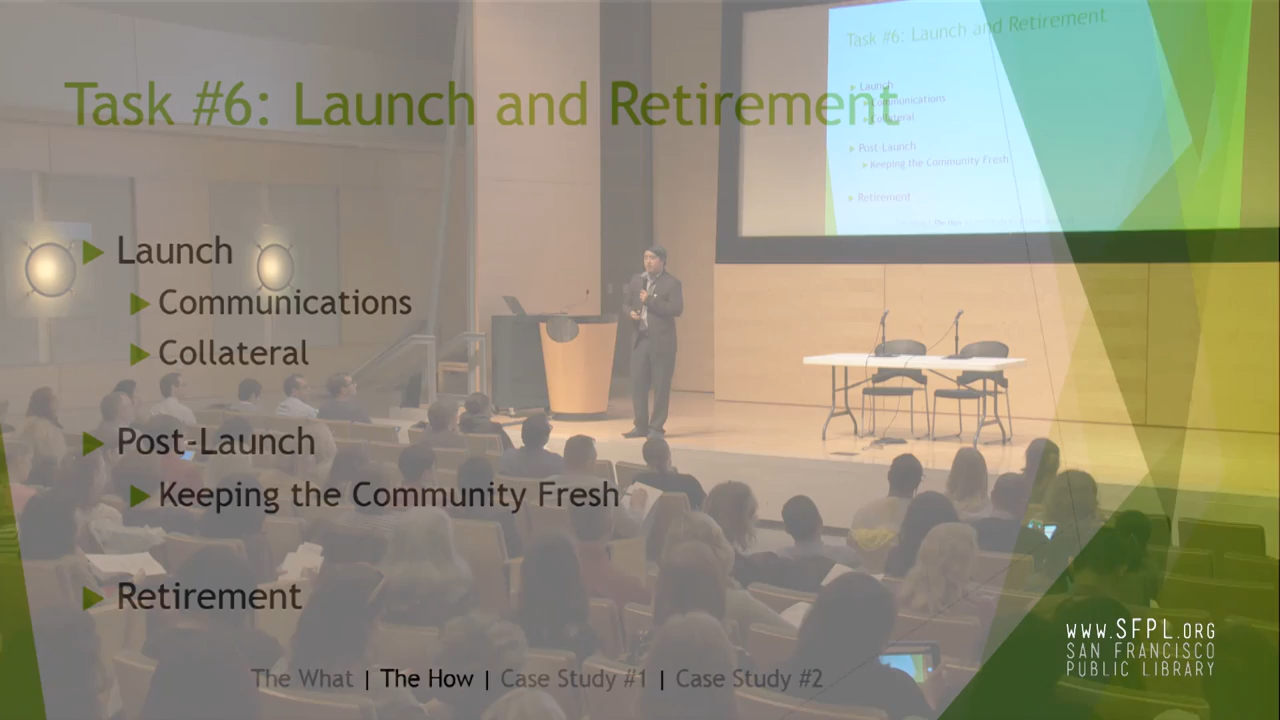 Task #6: Launch and Retirement
Launch
Communications
Collateral
Post-Launch
Keeping the Community Fresh
Retirement
The What | The How | Case Study #1 | Case Study #2
Task #6: Launch and Retirement
Launch
Communications
Collateral
Post-Launch
Keeping the Community Fresh
Retirement
www.SFPL.org
SAN FRANCISCO
PUBLIC LIBRARY